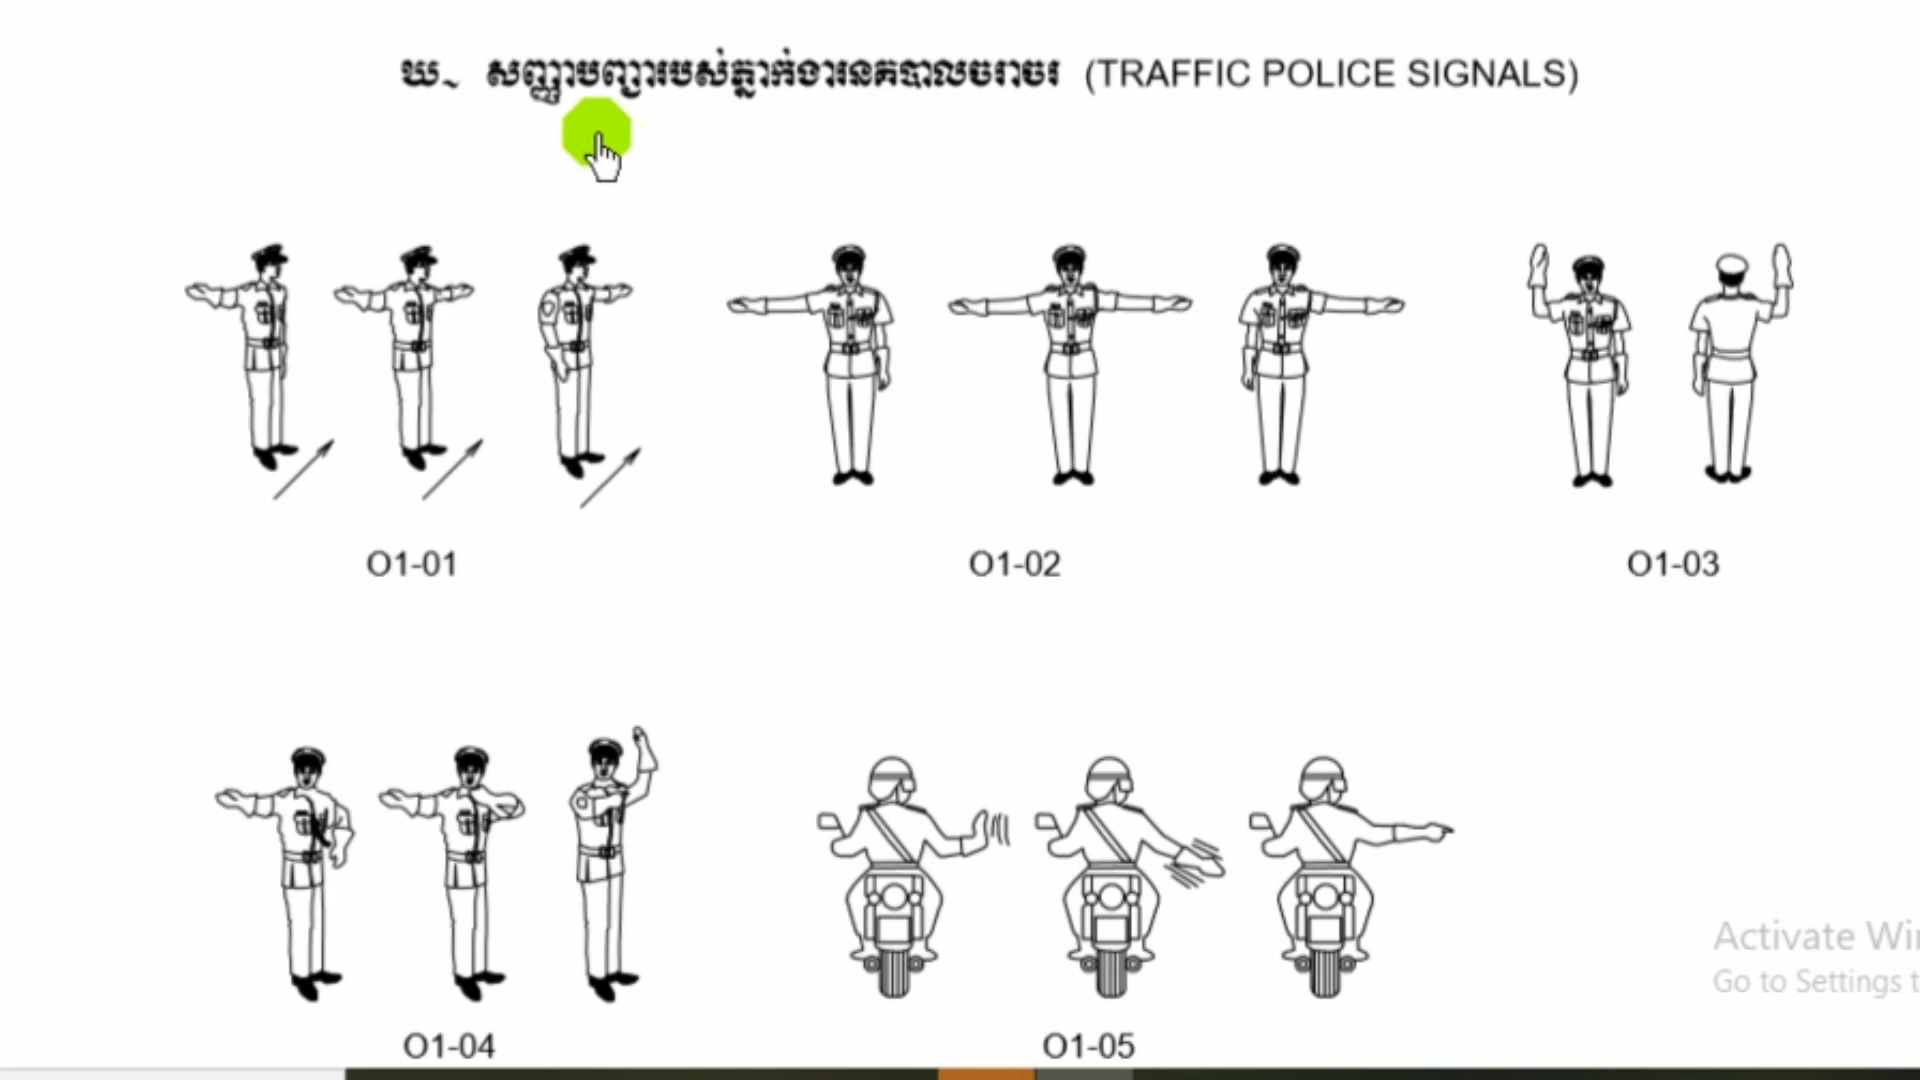 ឃ. សញ្ញាបញ្ជារបស់ភ្នាក់ងារនគរបាលចរាចរ (TRAFFIC POLICE SIGNALS)
O1-01
O1-02
O1-03
O1-04
O1-05
Activate Win
Go to Settings t